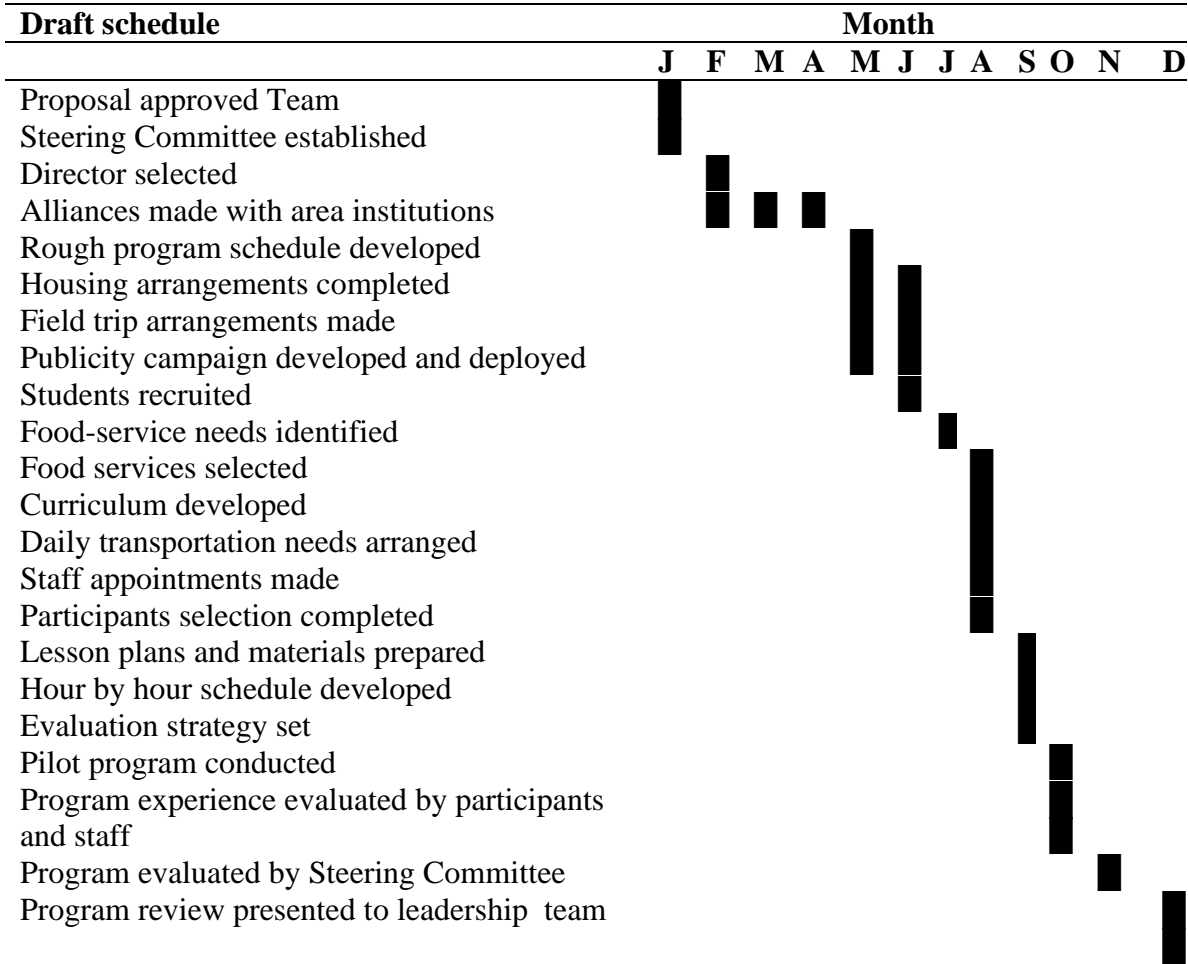 Draft schedule Month
J F M A M J J A S O N D
Proposal approved Team
Steering Committee established
Director selected
Alliances made with area institutions
Rough program schedule developed
Housing arrangements completed
Field trip arrangements made
Publicity campaign developed and deployed
Students recruited
Food-service needs identified
Food services selected
Curriculum developed
Daily transportation needs arranged
Staff appointments made
Participants selection completed
Lesson plans and materials prepared
Hour by hour schedule developed
Evaluation strategy set
Pilot program conducted
Program experience evaluated by participants
and staff
Program evaluated by Steering Committee
Program review presented to leadership team